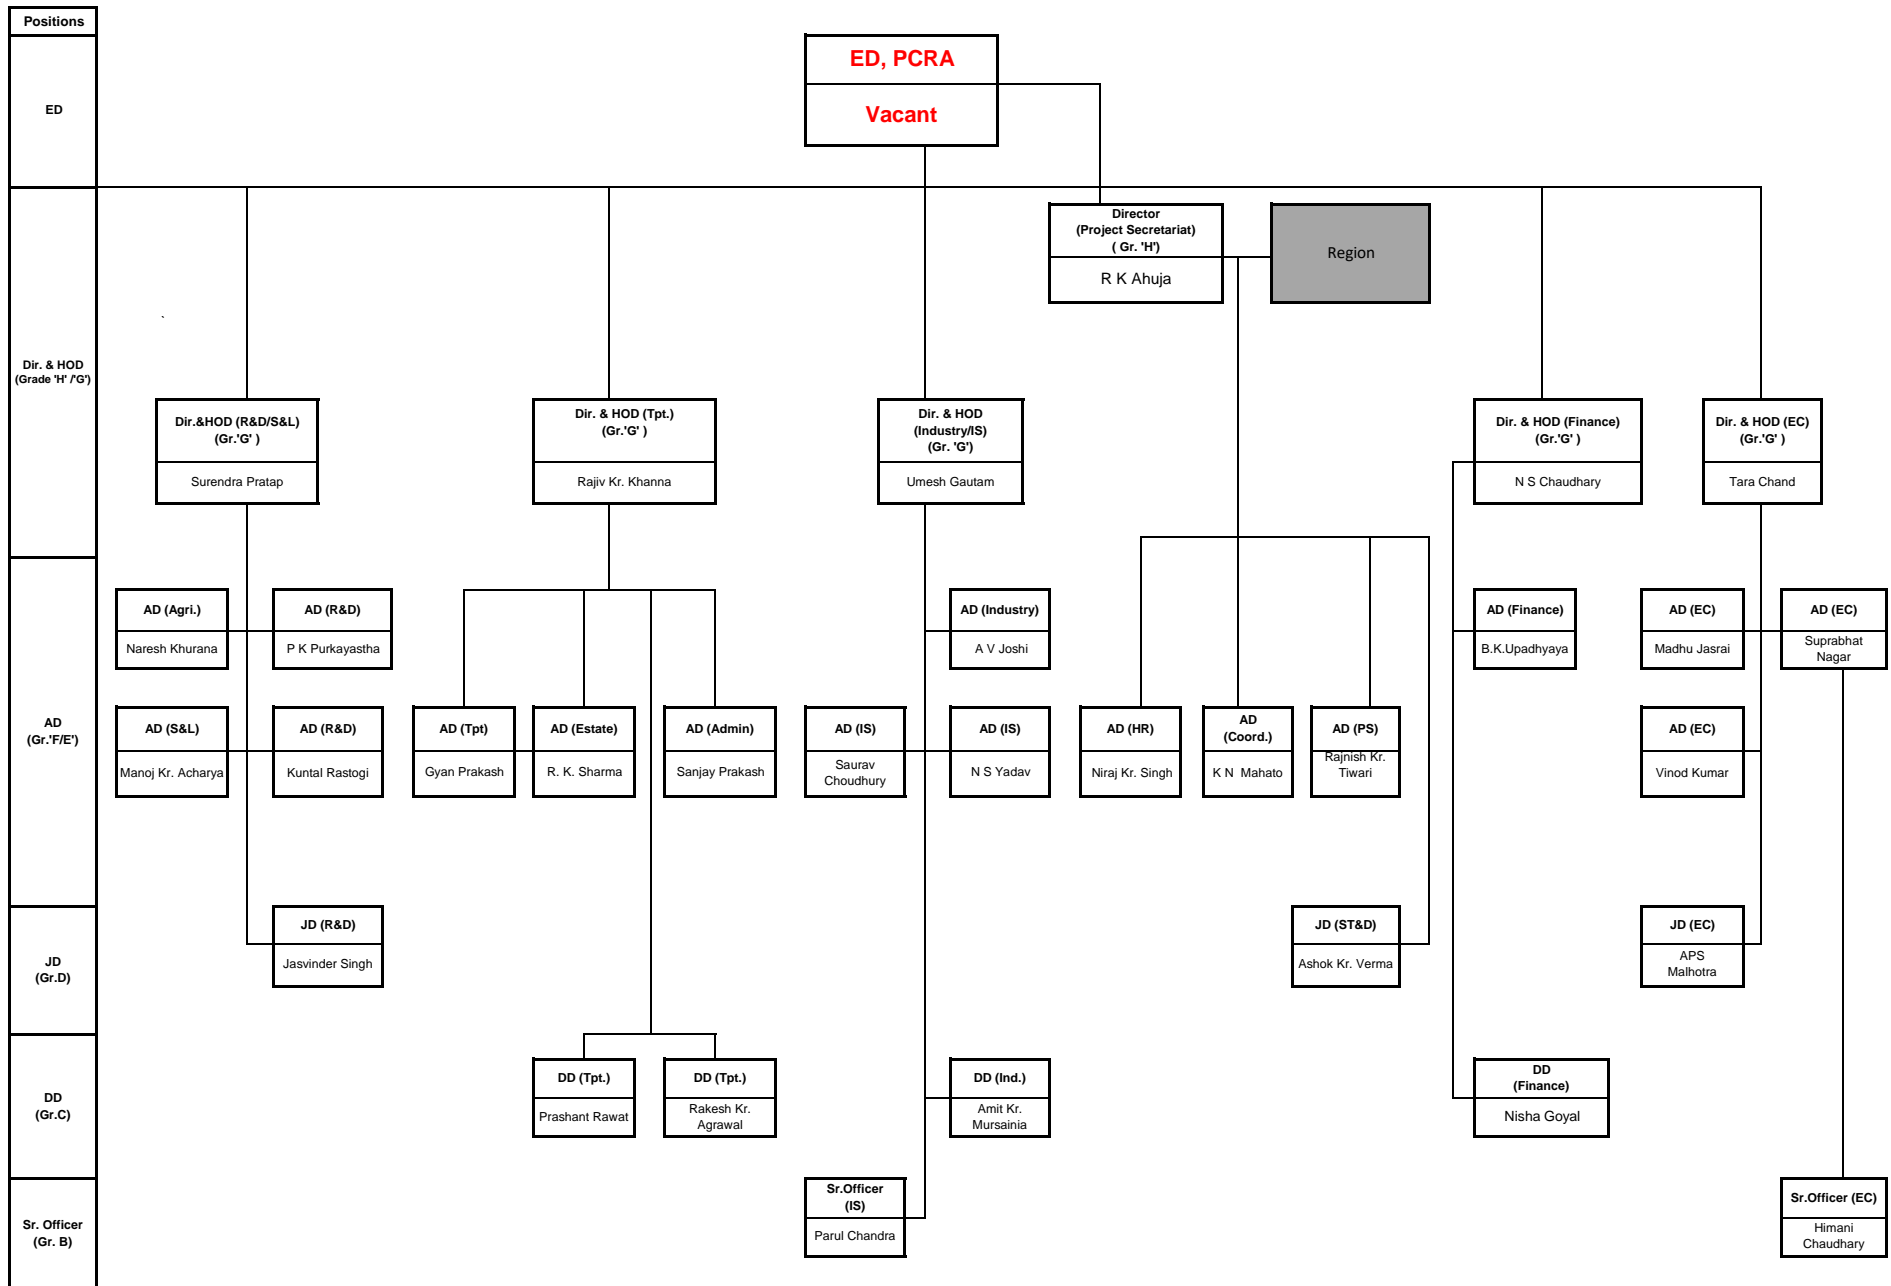 Positions
ED
ED, PCRA
Vacant
Dir. & HOD
(Grade 'H' /'G')
Director
(Project Secretariat)
( Gr. 'H')
R K Ahuja
Region
`
Dir.&HOD (R&D/S&L)
(Gr.'G' )
Surendra Pratap
Dir. & HOD (Tpt.)
(Gr.'G' )
Rajiv Kr. Khanna
Dir. & HOD
(Industry/IS)
(Gr. 'G')
Umesh Gautam
Dir. & HOD (Finance)
(Gr.'G' )
N S Chaudhary
Dir. & HOD (EC)
(Gr.'G' )
Tara Chand
AD
(Gr.'F/E')
AD (Agri.)
Naresh Khurana
AD (R&D)
P K Purkayastha
AD (Industry)
A V Joshi
AD (Finance)
B.K.Upadhyaya
AD (EC)
Madhu Jasrai
AD (EC)
Suprabhat
Nagar
AD (S&L)
Manoj Kr. Acharya
AD (R&D)
Kuntal Rastogi
AD (Tpt)
Gyan Prakash
AD (Estate)
R. K. Sharma
AD (Admin)
Sanjay Prakash
AD (IS)
Saurav
Choudhury
AD (IS)
N S Yadav
AD (HR)
Niraj Kr. Singh
AD
(Coord.)
K N  Mahato
AD (PS)
Rajnish Kr.
Tiwari
AD (EC)
Vinod Kumar
JD
(Gr.D)
JD (R&D)
Jasvinder Singh
JD (ST&D)
Ashok Kr. Verma
JD (EC)
APS
Malhotra
DD
(Gr.C)
DD (Tpt.)
Prashant Rawat
DD (Tpt.)
Rakesh Kr.
Agrawal
DD (Ind.)
Amit Kr.
Mursainia
DD
(Finance)
Nisha Goyal
Sr. Officer
(Gr. B)
Sr.Officer
(IS)
Parul Chandra
Sr.Officer (EC)
Himani
Chaudhary